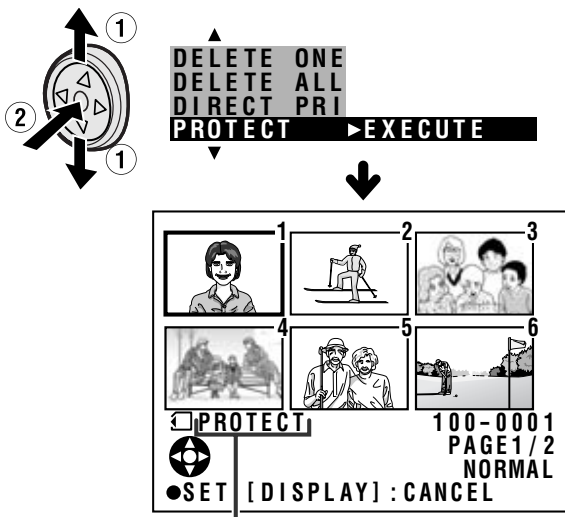 ①
②
①
▲
DELETE ONE
DELETE ALL
DIRECT PRI
PROTECT ►EXECUTE
▼
1 2 3
4 5 6
PROTECT 100-0001
PAGE1/2
NORMAL
●SET [DISPLAY]:CANCEL